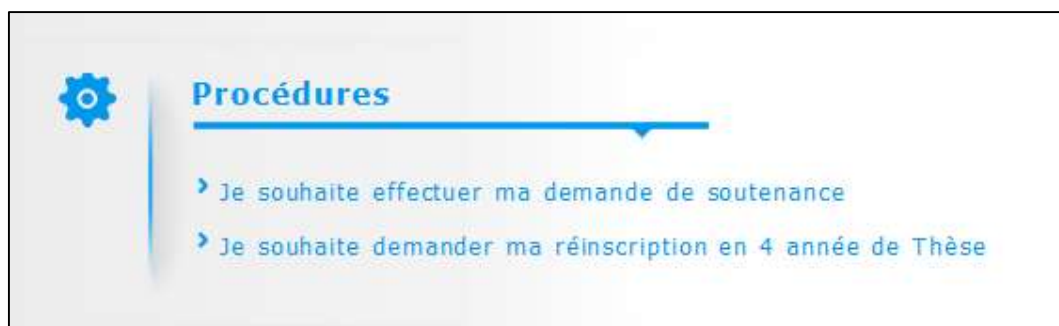 Procédures
Je souhaite effectuer ma demande de soutenance
Je souhaite demander ma réinscription en 4 année de Thèse